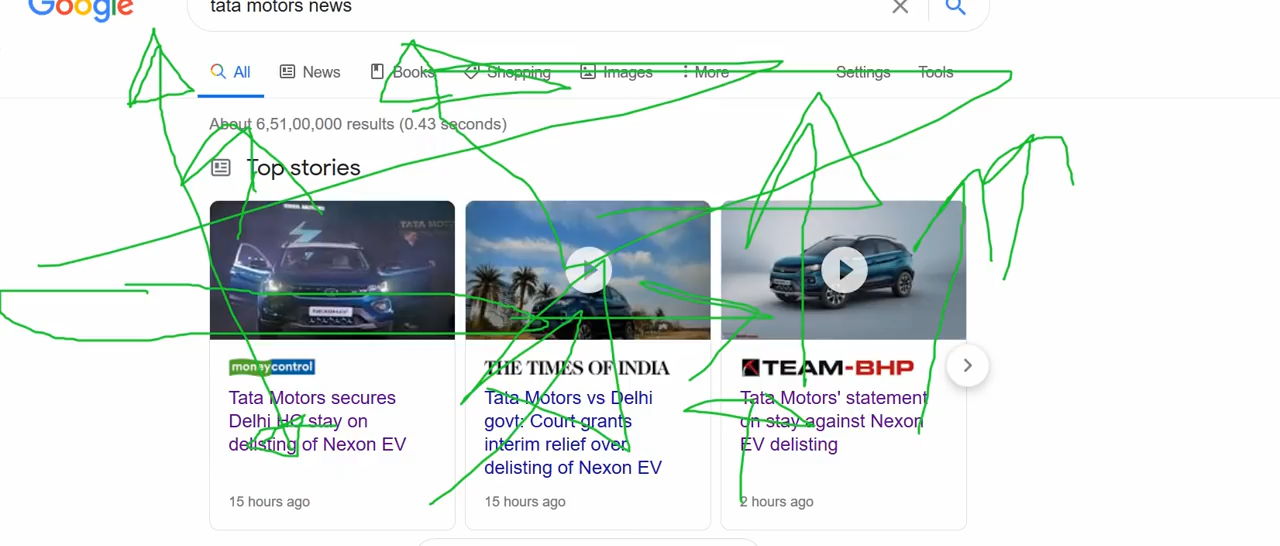 Google
tata motors news
All News Books Shopping Images More Settings Tools
About 6,51,00,000 results (0.43 seconds)
Top stories
TATA MOT
moneycontrol
Tata Motors secures
Delhi HC stay on
delisting of Nexon EV
15 hours ago
THE TIMES OF INDIA
Tata Motors vs Delhi
govt: Court grants
interim relief over
delisting of Nexon EV
15 hours ago
TEAM-BHP
Tata Motors' statement
on stay against Nexon
EV delisting
2 hours ago